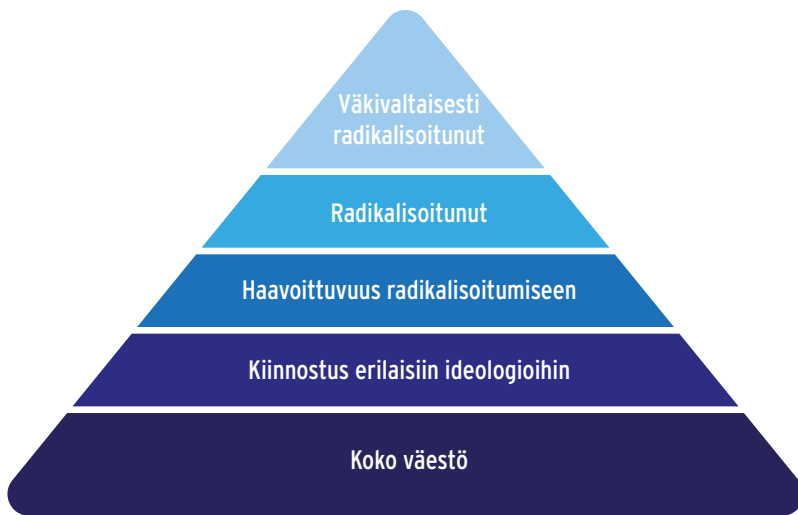 Väkivaltaisesti
radikalisoitunut
Radikalisoitunut
Haavoittuvuus radikalisoitumiseen
Kiinnostus erilaisiin ideologioihin
Koko väestö